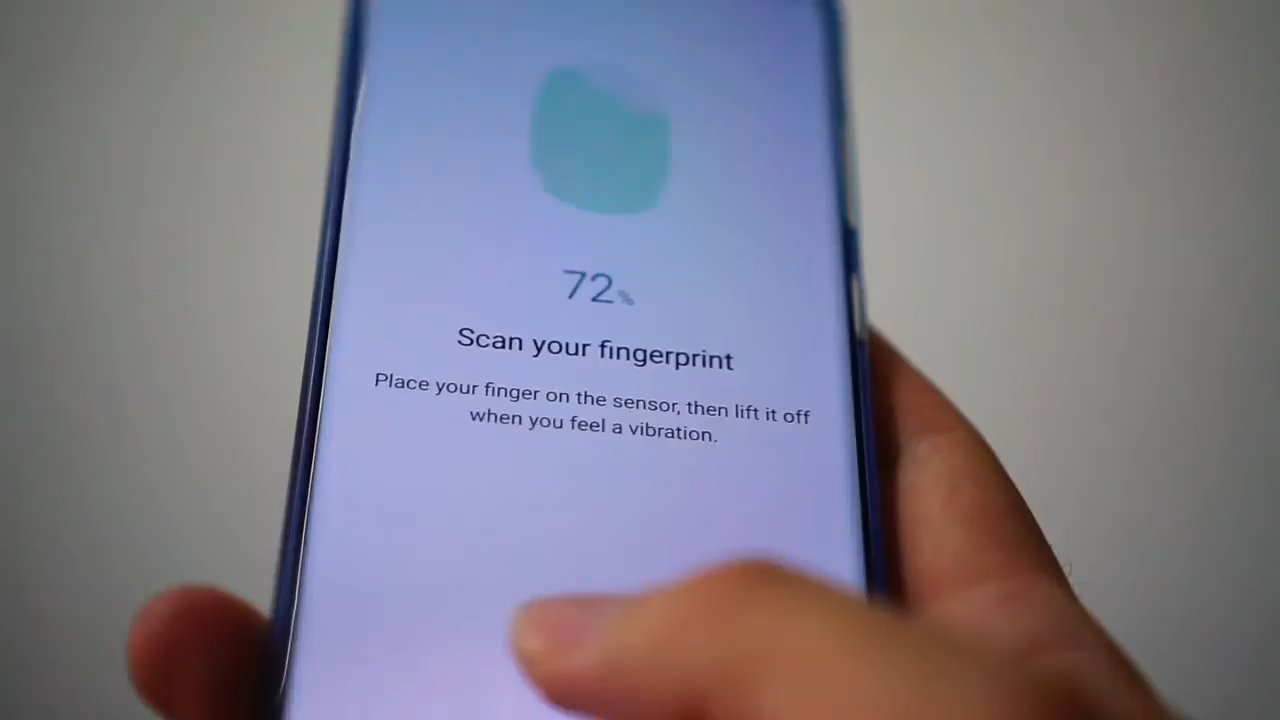 72%
Scan your fingerprint
Place your finger on the sensor, then lift it off
when you feel a vibration.